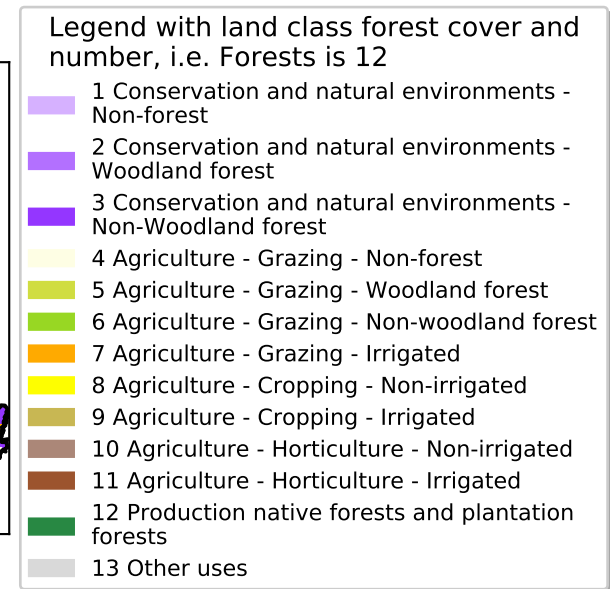 Legend with land class forest cover and
number, i.e. Forests is 12
1 Conservation and natural environments -
Non-forest
2 Conservation and natural environments -
Woodland forest
3 Conservation and natural environments -
Non-Woodland forest
4 Agriculture - Grazing - Non-forest
5 Agriculture - Grazing - Woodland forest
6 Agriculture - Grazing - Non-woodland forest
7 Agriculture - Grazing - Irrigated
8 Agriculture - Cropping - Non-irrigated
9 Agriculture - Cropping - Irrigated
10 Agriculture - Horticulture - Non-irrigated
11 Agriculture - Horticulture - Irrigated
12 Production native forests and plantation
forests
13 Other uses